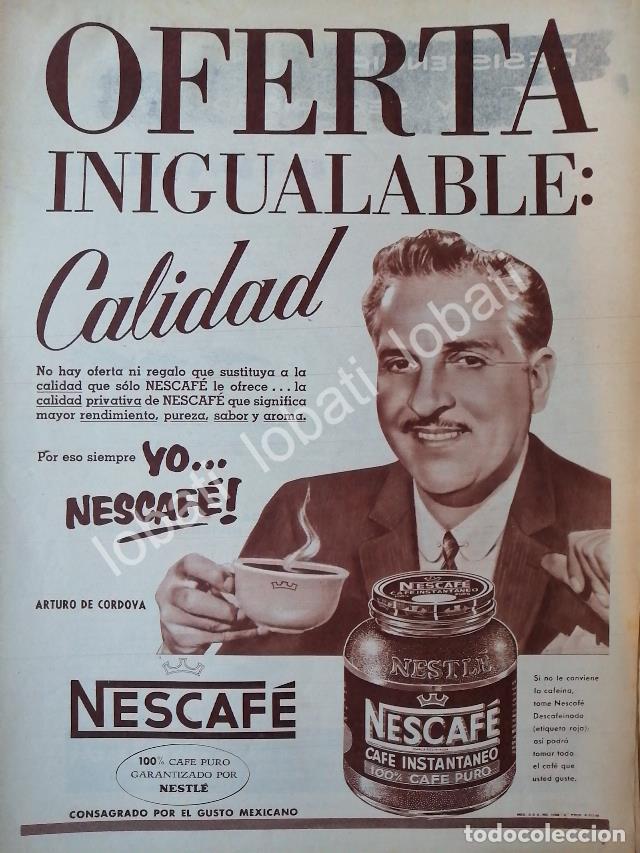 OFERTA
INIGUALABLE:
Calidad
No hay oferta ni regalo que sustituya a la
calidad que sólo NESCAFÉ le ofrece... la
calidad privativa de NESCAFÉ que significa
mayor rendimiento, pureza, sabor y aroma.
Por eso siempre YO...
NESCAFÉ!
ARTURO DE CORDOVA
NESCAFÉ
100% CAFE PURO
GARANTIZADO POR
NESTLÉ
CONSAGRADO POR EL GUSTO MEXICANO
NESCAFÉ
CAFE INSTANTANEO
NESTLÉ
NESCAFÉ
CAFE INSTANTANEO
100% CAFE PURO
Si no le conviene
la cafeína,
tome Nescafé
Descafeinado
(etiqueta roja);
así podrá
tomar todo
el café que
usted guste.
lobati lobati lobati lobati
todocoleccion